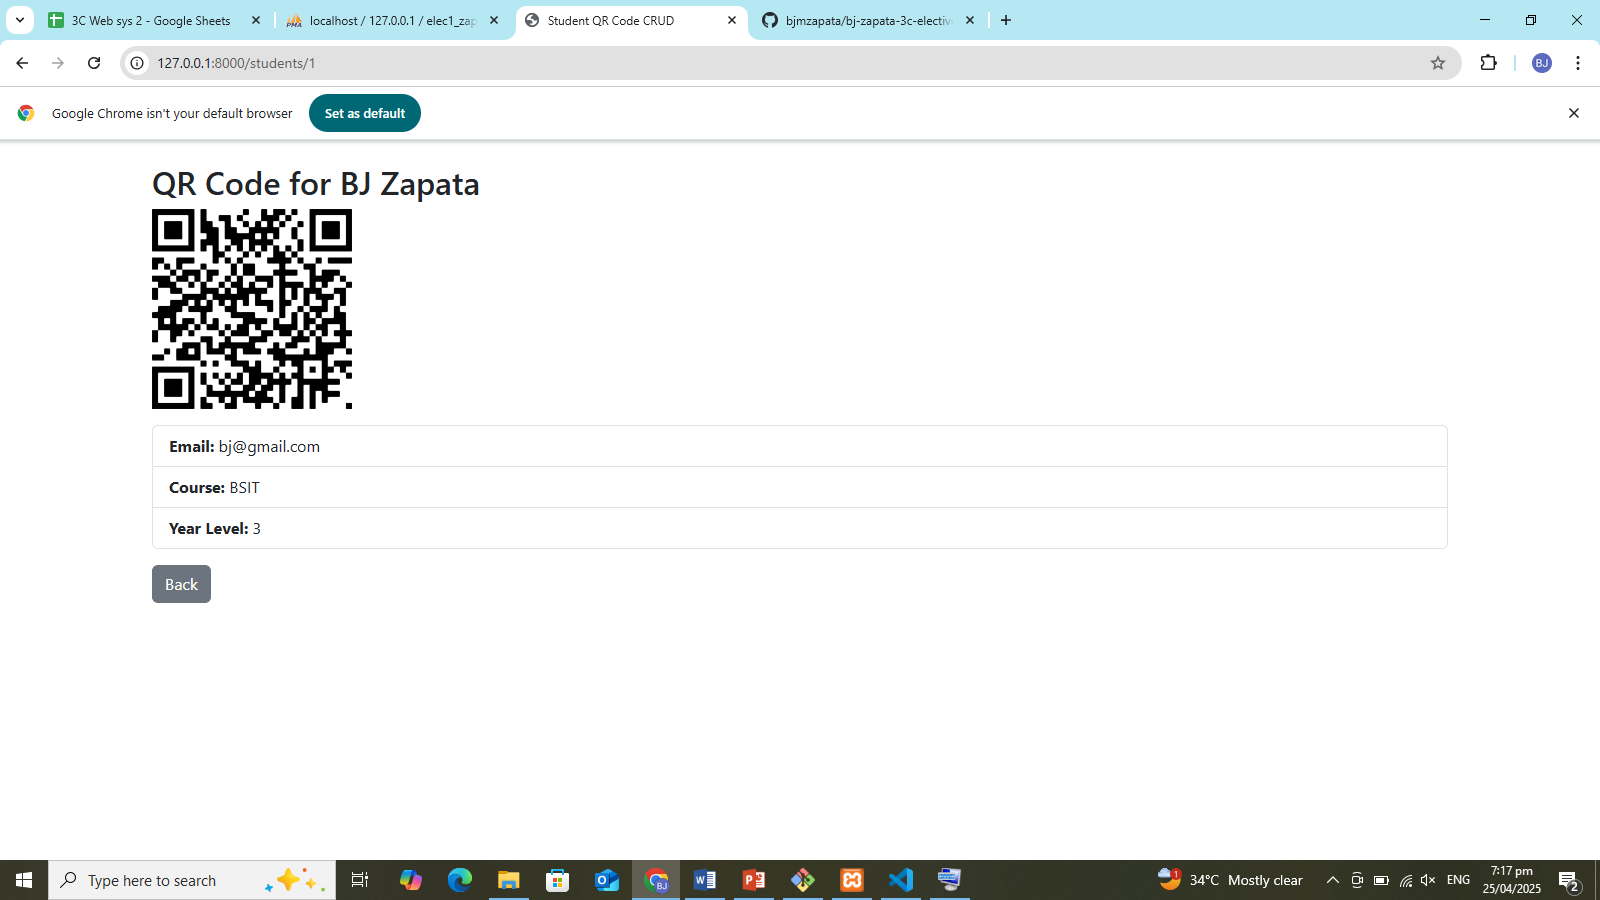 3C Web sys 2 - Google Sheets
localhost / 127.0.0.1 / elec1_zap
Student QR Code CRUD
bjmzapata/bj-zapata-3c-elective
127.0.0.1:8000/students/1
BJ
Google Chrome isn't your default browser
Set as default
QR Code for BJ Zapata
Email: bj@gmail.com
Course: BSIT
Year Level: 3
Back
Type here to search
BJ
1
34°C Mostly clear
ENG
7:17 pm
25/04/2025
2